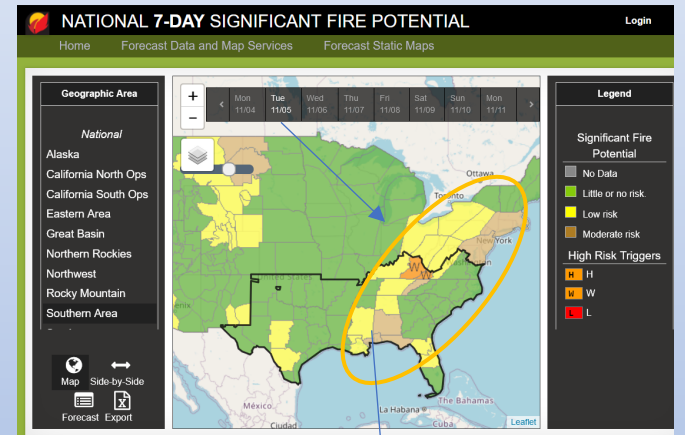 NATIONAL 7-DAY SIGNIFICANT FIRE POTENTIAL
Login
Home Forecast Data and Map Services Forecast Static Maps
Geographic Area
National
Alaska
California North Ops
California South Ops
Eastern Area
Great Basin
Northern Rockies
Northwest
Rocky Mountain
Southern Area
Map Side-by-Side
Forecast Export
+
−
‹ Mon 11/04 Tue 11/05 Wed 11/06 Thu 11/07 Fri 11/08 Sat 11/09 Sun 11/10 Mon 11/11 ›
Ottawa
Toronto
New York
W
W
United States
México
Ciudad
La Habana
Cuba
The Bahamas
Leaflet
Legend
Significant Fire
Potential
No Data
Little or no risk.
Low risk
Moderate risk
High Risk Triggers
H H
W W
L L